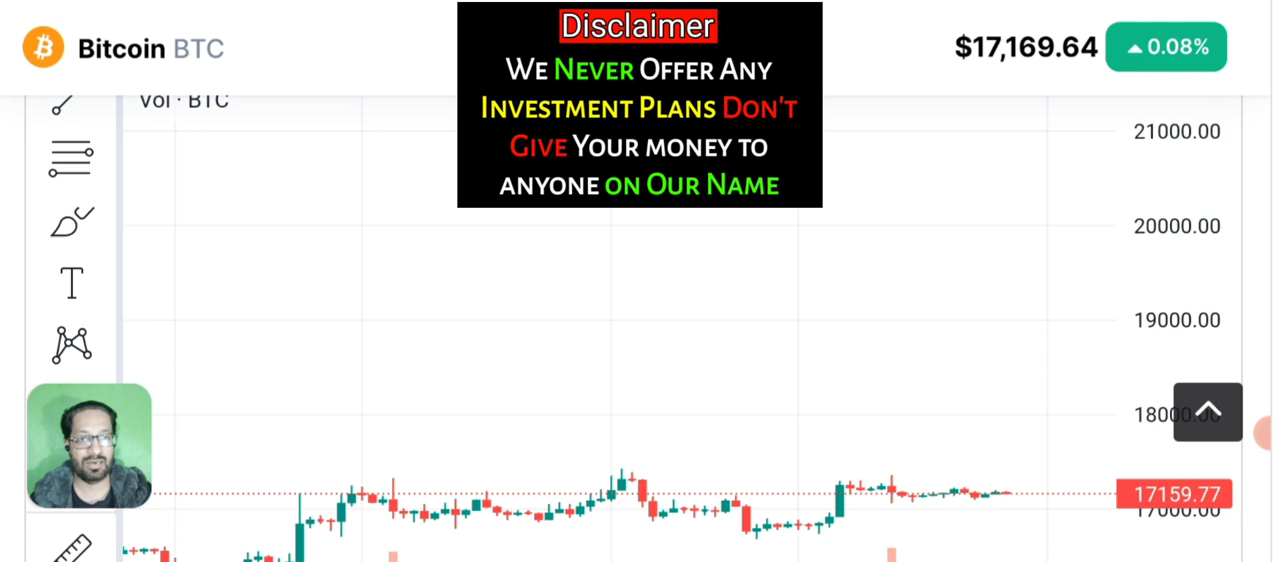 Disclaimer
Bitcoin BTC
$17,169.64 0.08%
We Never Offer Any
Investment Plans Don't
Give Your money to
anyone on Our Name
Vol · BTC
21000.00
20000.00
T
19000.00
18000.00
17159.77
17000.00